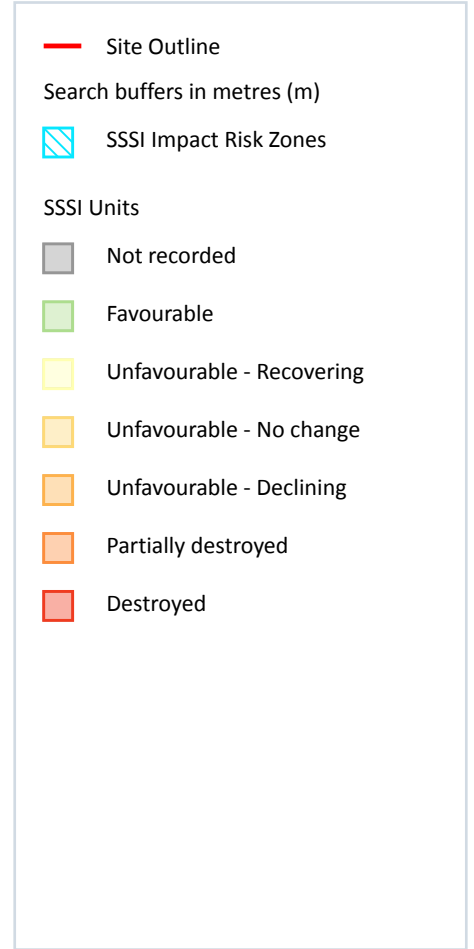 Site Outline
Search buffers in metres (m)
SSSI Impact Risk Zones
SSSI Units
Not recorded
Favourable
Unfavourable - Recovering
Unfavourable - No change
Unfavourable - Declining
Partially destroyed
Destroyed